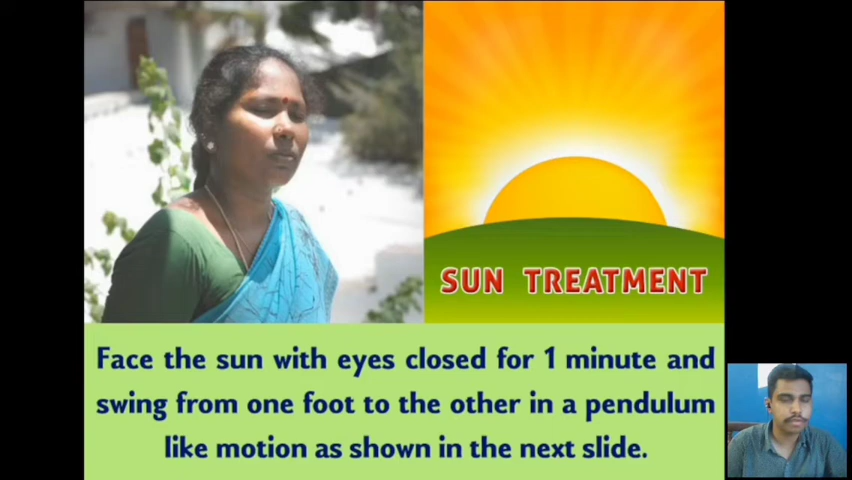 SUN TREATMENT
Face the sun with eyes closed for 1 minute and
swing from one foot to the other in a pendulum
like motion as shown in the next slide.